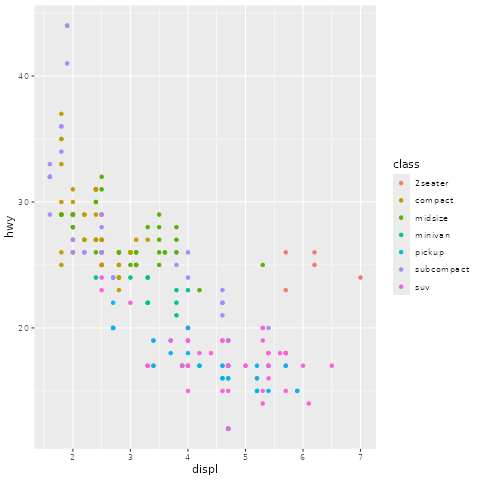 40
30
20
hwy
2
3
4
5
6
7
displ
class
2seater
compact
midsize
minivan
pickup
subcompact
suv